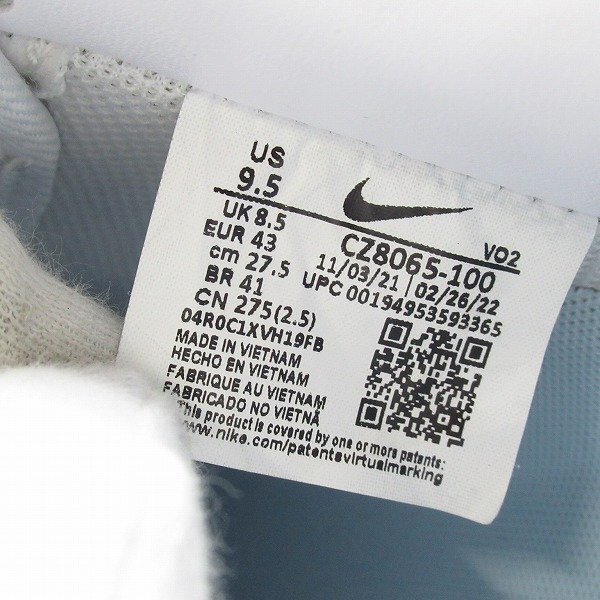 US
9.5
UK 8.5
EUR 43
cm 27.5
BR 41
CN 275(2.5)
VO2
CZ8065-100
11/03/21 02/26/22
UPC 00194953593365
04R0C1XVH19FB
MADE IN VIETNAM
HECHO EN VIETNAM
FABRIQUE AU VIETNAM
FABRICADO NO VIETNÃ
This product is covered by one or more patents:
www.nike.com/patentsvirtualmarking